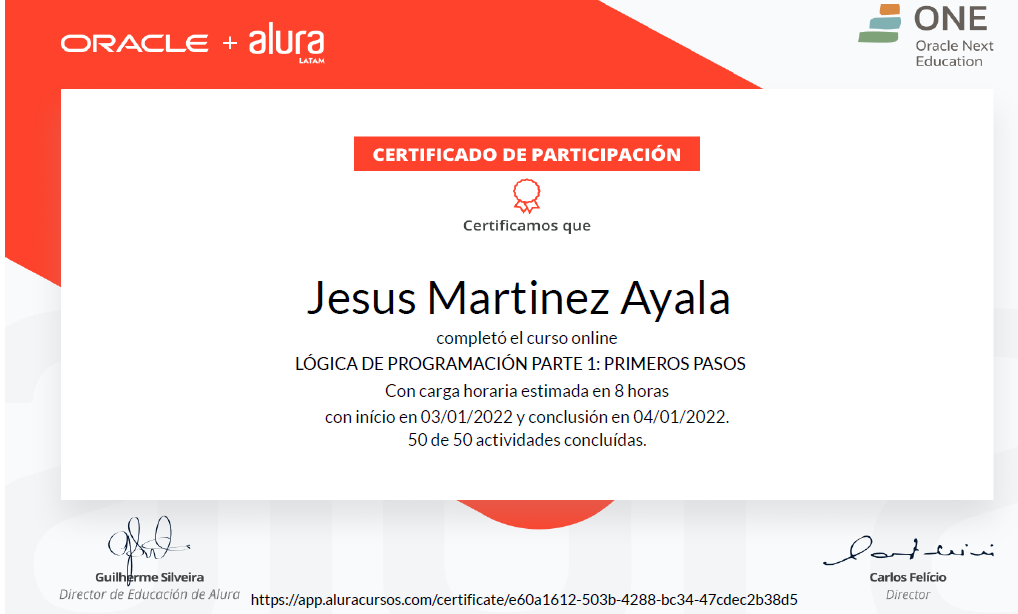 ORACLE + alura
LATAM
ONE
Oracle Next
Education
CERTIFICADO DE PARTICIPACIÓN
Certificamos que
Jesus Martinez Ayala
completó el curso online
LÓGICA DE PROGRAMACIÓN PARTE 1: PRIMEROS PASOS
Con carga horaria estimada en 8 horas
con início en 03/01/2022 y conclusión en 04/01/2022.
50 de 50 actividades concluídas.
Guilherme Silveira
Director de Educación de Alura
Carlos Felício
Director
https://app.aluracursos.com/certificate/e60a1612-503b-4288-bc34-47cdec2b38d5